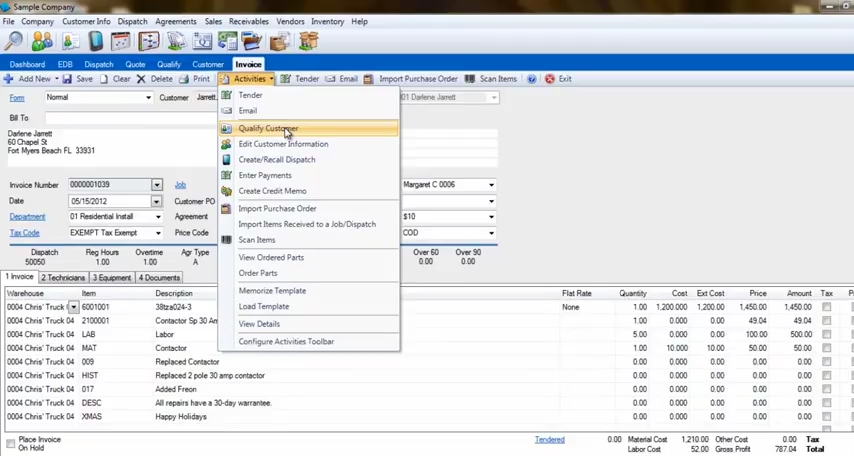 Sample Company
File Company Customer Info Dispatch Agreements Sales Receivables Vendors Inventory Help
Dashboard EDB Dispatch Quote Qualify Customer Invoice
Add New Save Clear Delete Print Activities Tender Email Import Purchase Order Scan Items Exit
Form Normal Customer Jarrett, 01 Darlene Jarrett
Tender
Email
Bill To
Darlene Jarrett
60 Chapel St
Fort Myers Beach FL 33931
Qualify Customer
Edit Customer Information
Create/Recall Dispatch
Enter Payments
Create Credit Memo
Import Purchase Order
Import Items Received to a Job/Dispatch
Scan Items
View Ordered Parts
Order Parts
Memorize Template
Load Template
View Details
Configure Activities Toolbar
Invoice Number 0000001039 Job Margaret C 0006
Date 05/15/2012 Customer PO
Department 01 Residential Install Agreement $10
Tax Code EXEMPT Tax Exempt Price Code COD
Dispatch Reg Hours Overtime Agr Type Over 60 Over 90
50050 1.00 1.00 A 0.00 0.00
1 Invoice 2 Technicians 3 Equipment 4 Documents
Warehouse Item Description Flat Rate Quantity Cost Ext Cost Price Amount Tax
0004 Chris' Truck 6001001 38tza024-3 None 1.00 1,200.000 1,200.00 1,450.00 1,450.00
0004 Chris' Truck 04 2100001 Contactor Sp 30 Am 1.00 0.000 0.00 49.04 49.04
0004 Chris' Truck 04 LAB Labor 5.00 0.000 0.00 100.00 500.00
0004 Chris' Truck 04 MAT Contactor 1.00 10.000 10.00 50.00 50.00
0004 Chris' Truck 04 009 Replaced Contactor 0.00 0.000 0.00 0.00 0.00
0004 Chris' Truck 04 HIST Replaced 2 pole 30 amp contactor 0.00 0.000 0.00 0.00 0.00
0004 Chris' Truck 04 017 Added Freon 0.00 0.000 0.00 0.00 0.00
0004 Chris' Truck 04 DESC All repairs have a 30-day warrantee. 0.00 0.000 0.00 0.00 0.00
0004 Chris' Truck 04 XMAS Happy Holidays 0.00 0.000 0.00 0.00 0.00
Place Invoice On Hold Tendered 0.00 Material Cost 1,210.00 Other Cost 0.00 Tax
Labor Cost 52.00 Gross Profit 787.04 Total